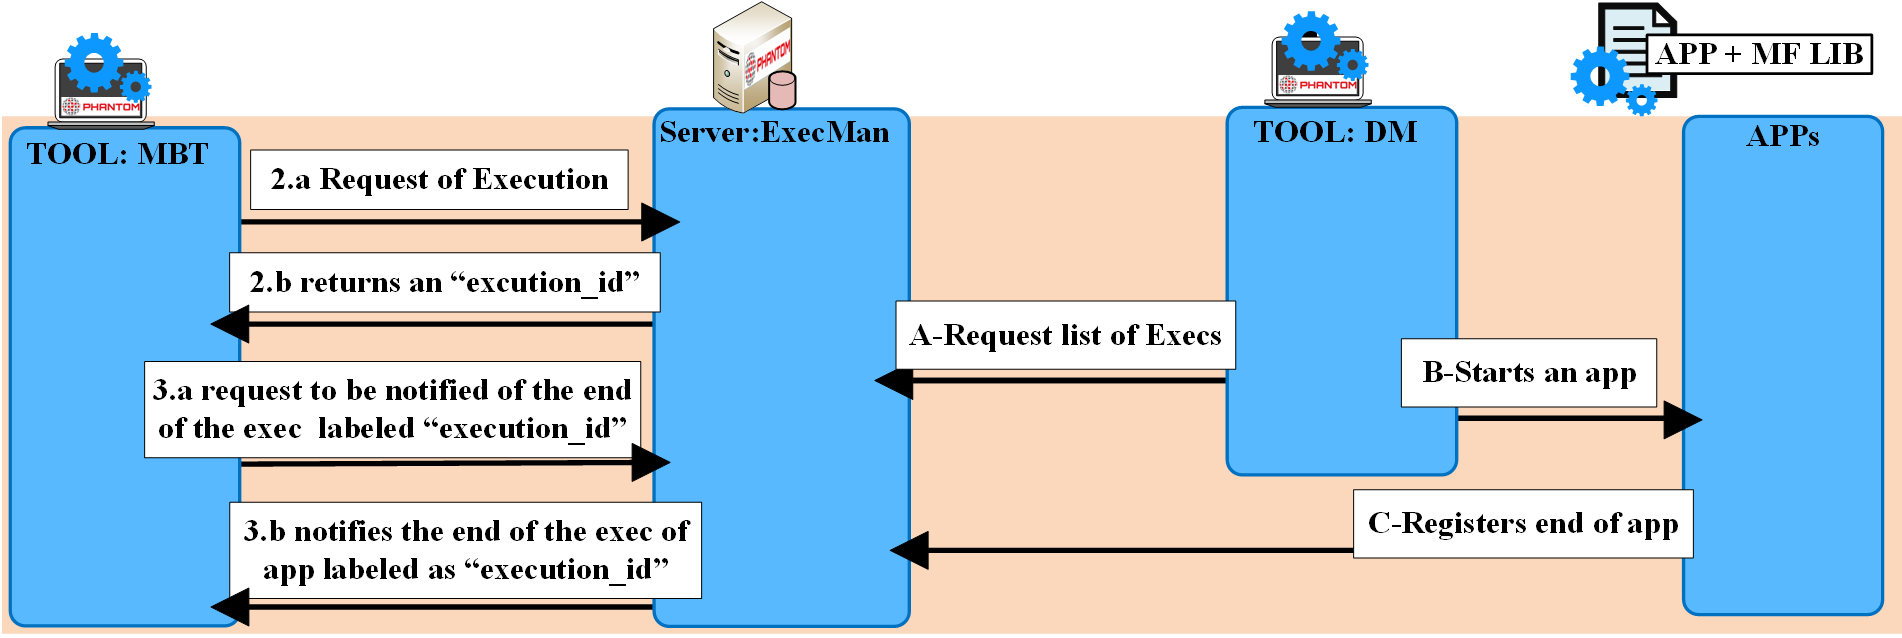 PHANTOM
PHANTOM
PHANTOM
APP + MF LIB
TOOL: MBT
Server:ExecMan
TOOL: DM
APPs
2.a Request of Execution
2.b returns an “excution_id”
A-Request list of Execs
B-Starts an app
3.a request to be notified of the end
of the exec labeled “execution_id”
C-Registers end of app
3.b notifies the end of the exec of
app labeled as “execution_id”